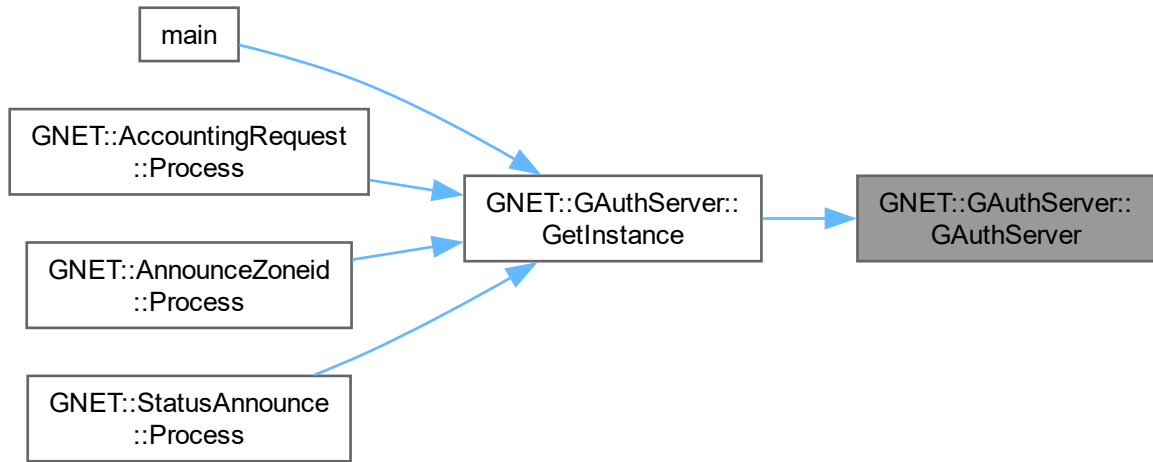 main
GNET::AccountingRequest
::Process
GNET::AnnounceZoneid
::Process
GNET::StatusAnnounce
::Process
GNET::GAuthServer::
GetInstance
GNET::GAuthServer::
GAuthServer